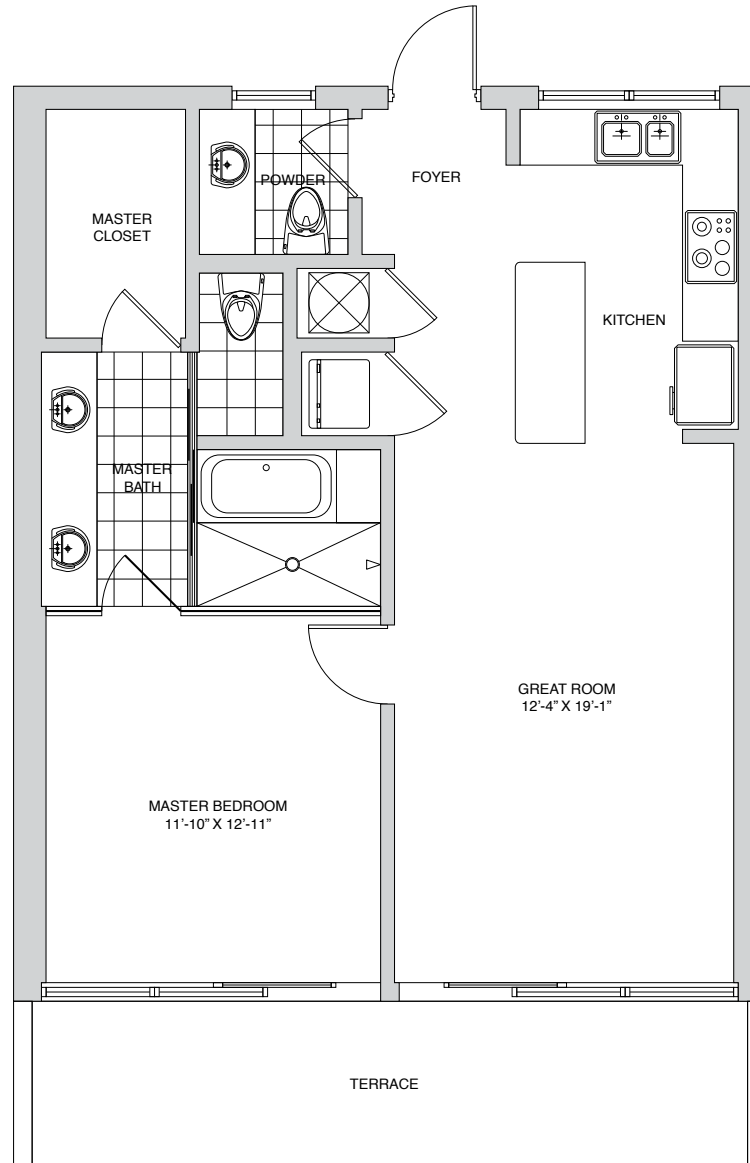 POWDER
FOYER
MASTER
CLOSET
KITCHEN
MASTER
BATH
GREAT ROOM
12’-4” X 19’-1”
MASTER BEDROOM
11’-10” X 12’-11”
TERRACE